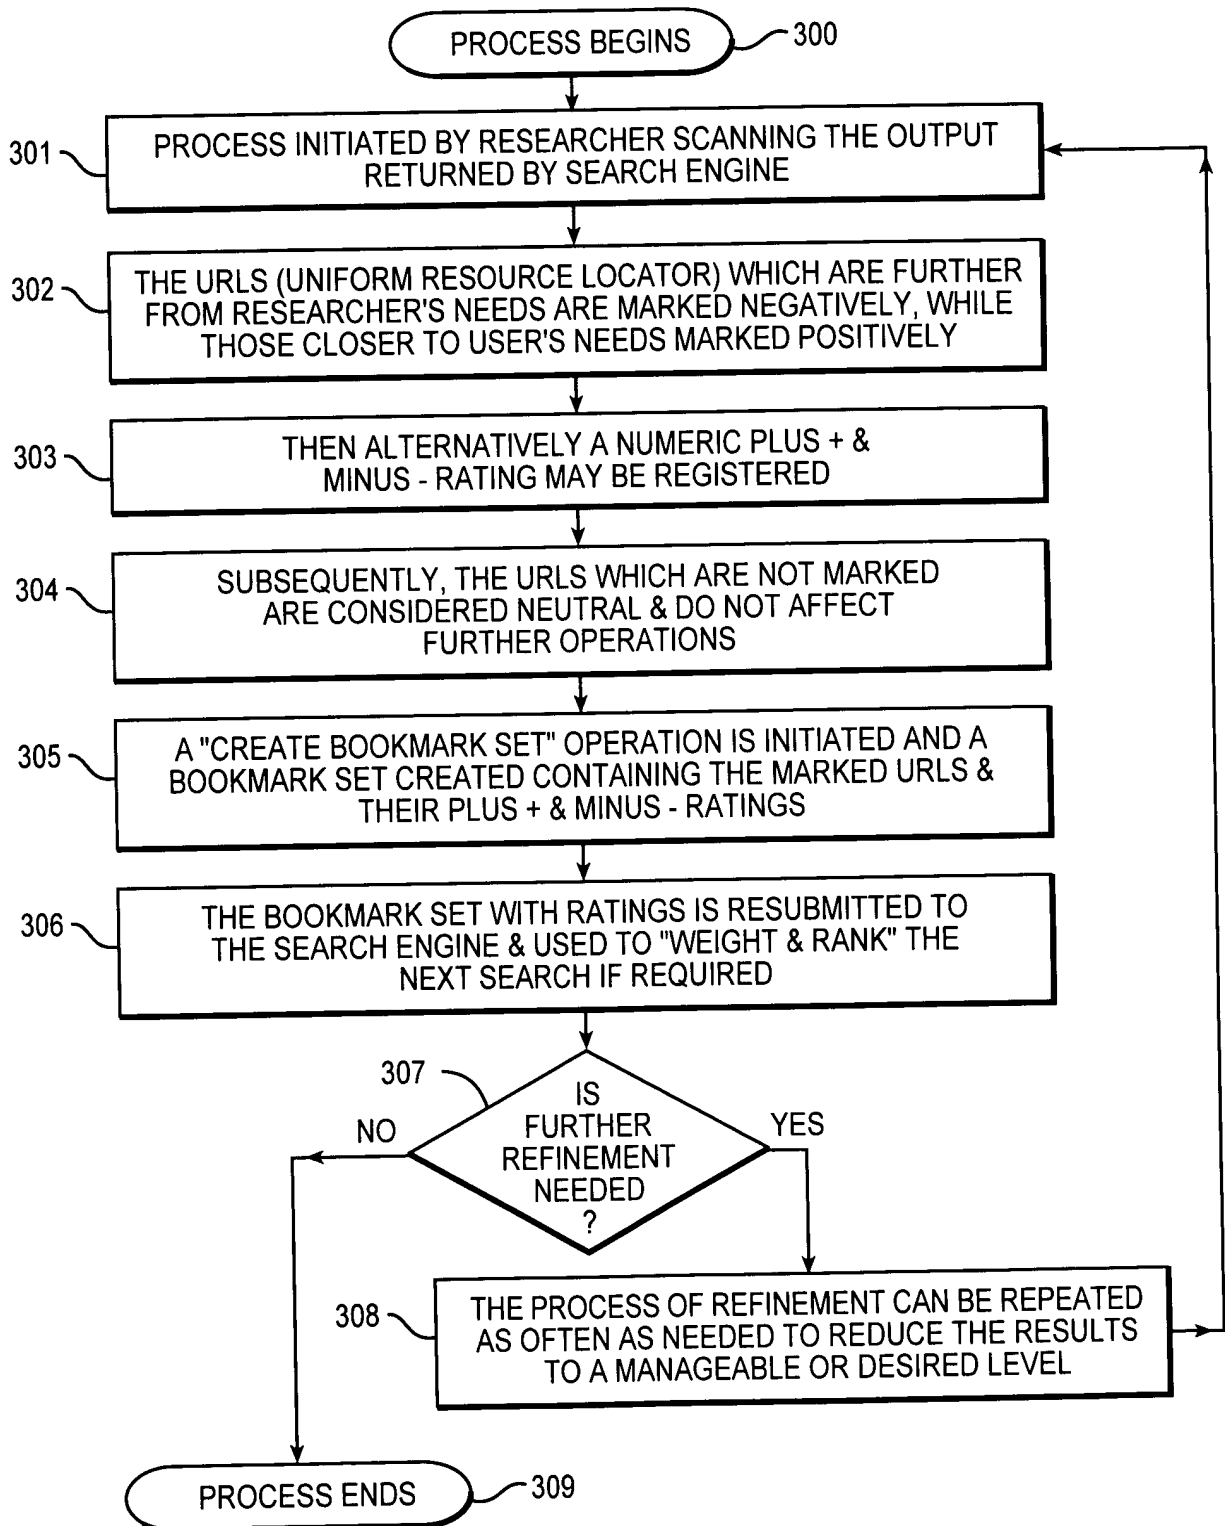 PROCESS BEGINS
300
301
PROCESS INITIATED BY RESEARCHER SCANNING THE OUTPUT
RETURNED BY SEARCH ENGINE
302
THE URLS (UNIFORM RESOURCE LOCATOR) WHICH ARE FURTHER
FROM RESEARCHER'S NEEDS ARE MARKED NEGATIVELY, WHILE
THOSE CLOSER TO USER'S NEEDS MARKED POSITIVELY
303
THEN ALTERNATIVELY A NUMERIC PLUS + &
MINUS - RATING MAY BE REGISTERED
304
SUBSEQUENTLY, THE URLS WHICH ARE NOT MARKED
ARE CONSIDERED NEUTRAL & DO NOT AFFECT
FURTHER OPERATIONS
305
A "CREATE BOOKMARK SET" OPERATION IS INITIATED AND A
BOOKMARK SET CREATED CONTAINING THE MARKED URLS &
THEIR PLUS + & MINUS - RATINGS
306
THE BOOKMARK SET WITH RATINGS IS RESUBMITTED TO
THE SEARCH ENGINE & USED TO "WEIGHT & RANK" THE
NEXT SEARCH IF REQUIRED
307
IS
FURTHER
REFINEMENT
NEEDED
?
NO
YES
308
THE PROCESS OF REFINEMENT CAN BE REPEATED
AS OFTEN AS NEEDED TO REDUCE THE RESULTS
TO A MANAGEABLE OR DESIRED LEVEL
PROCESS ENDS
309